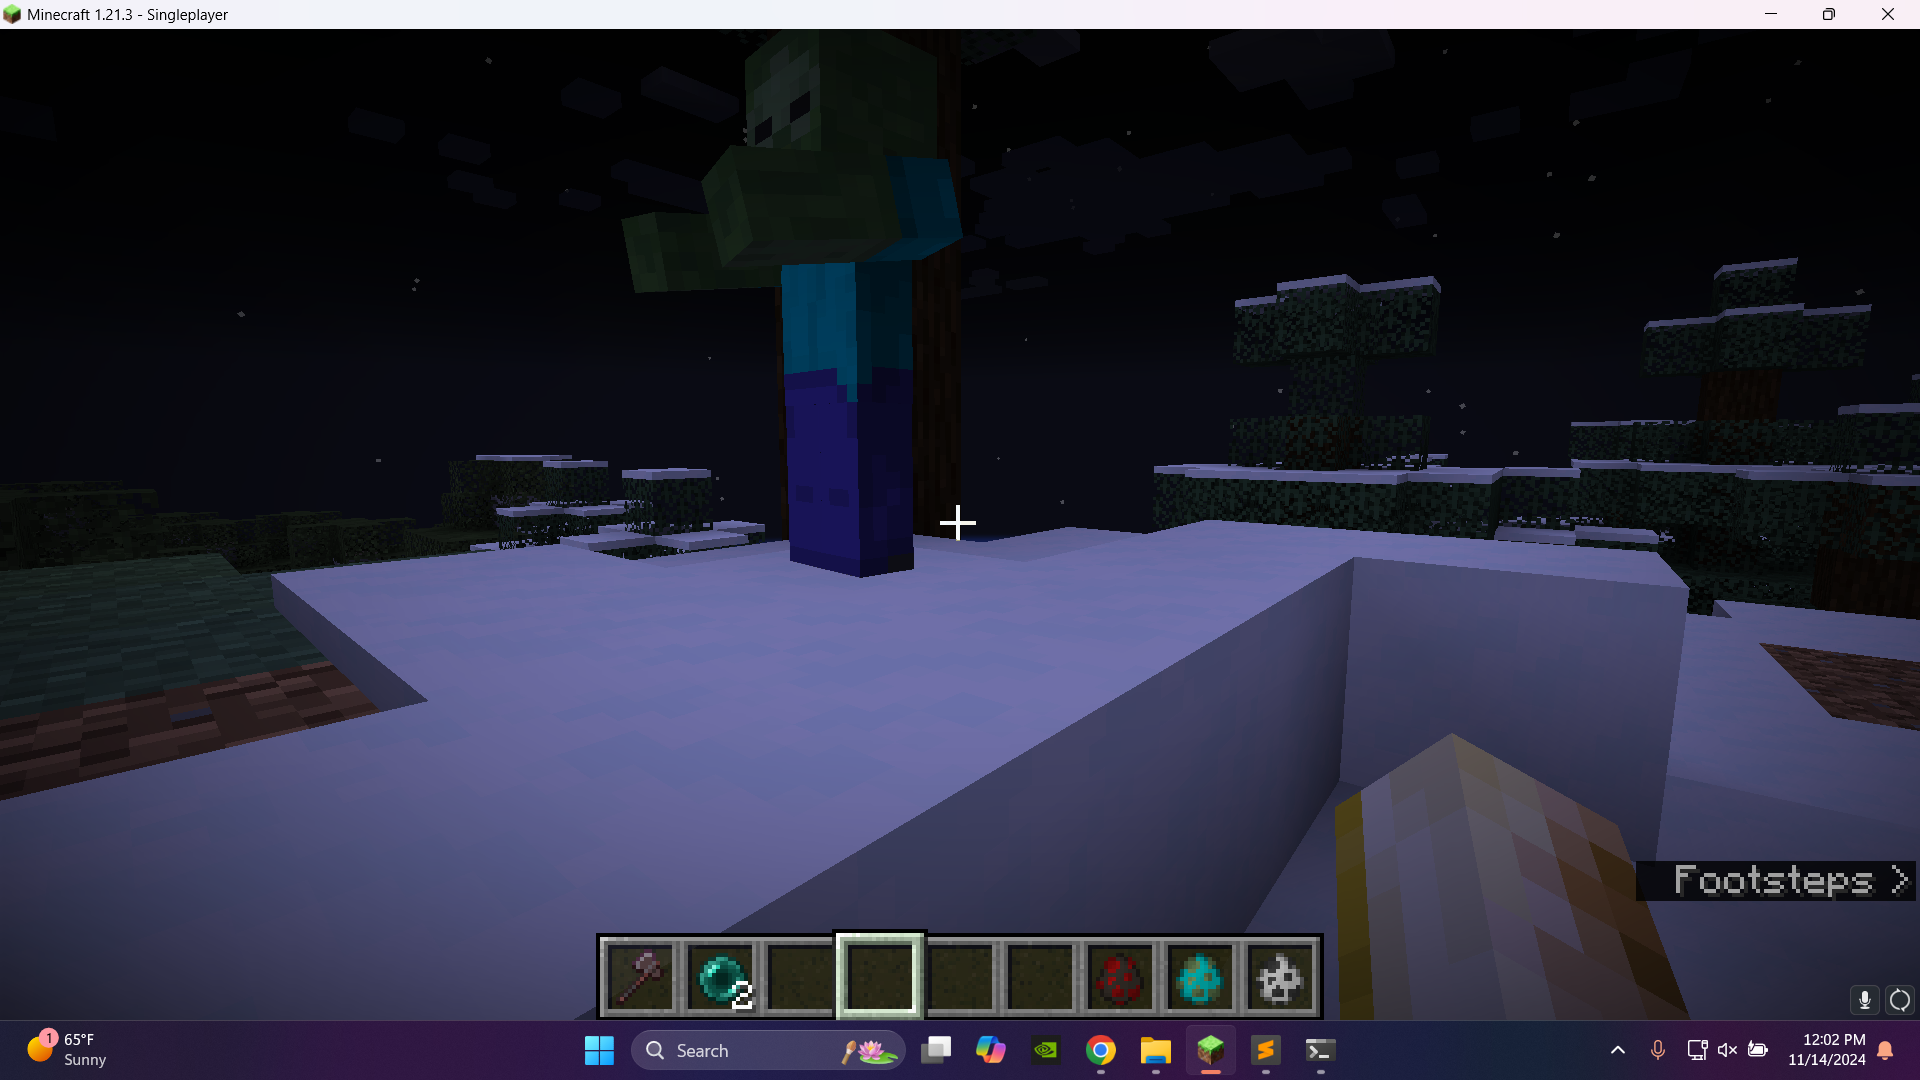 Minecraft 1.21.3 - Singleplayer
Footsteps >
2
1
65°F
Sunny
Search
12:02 PM
11/14/2024